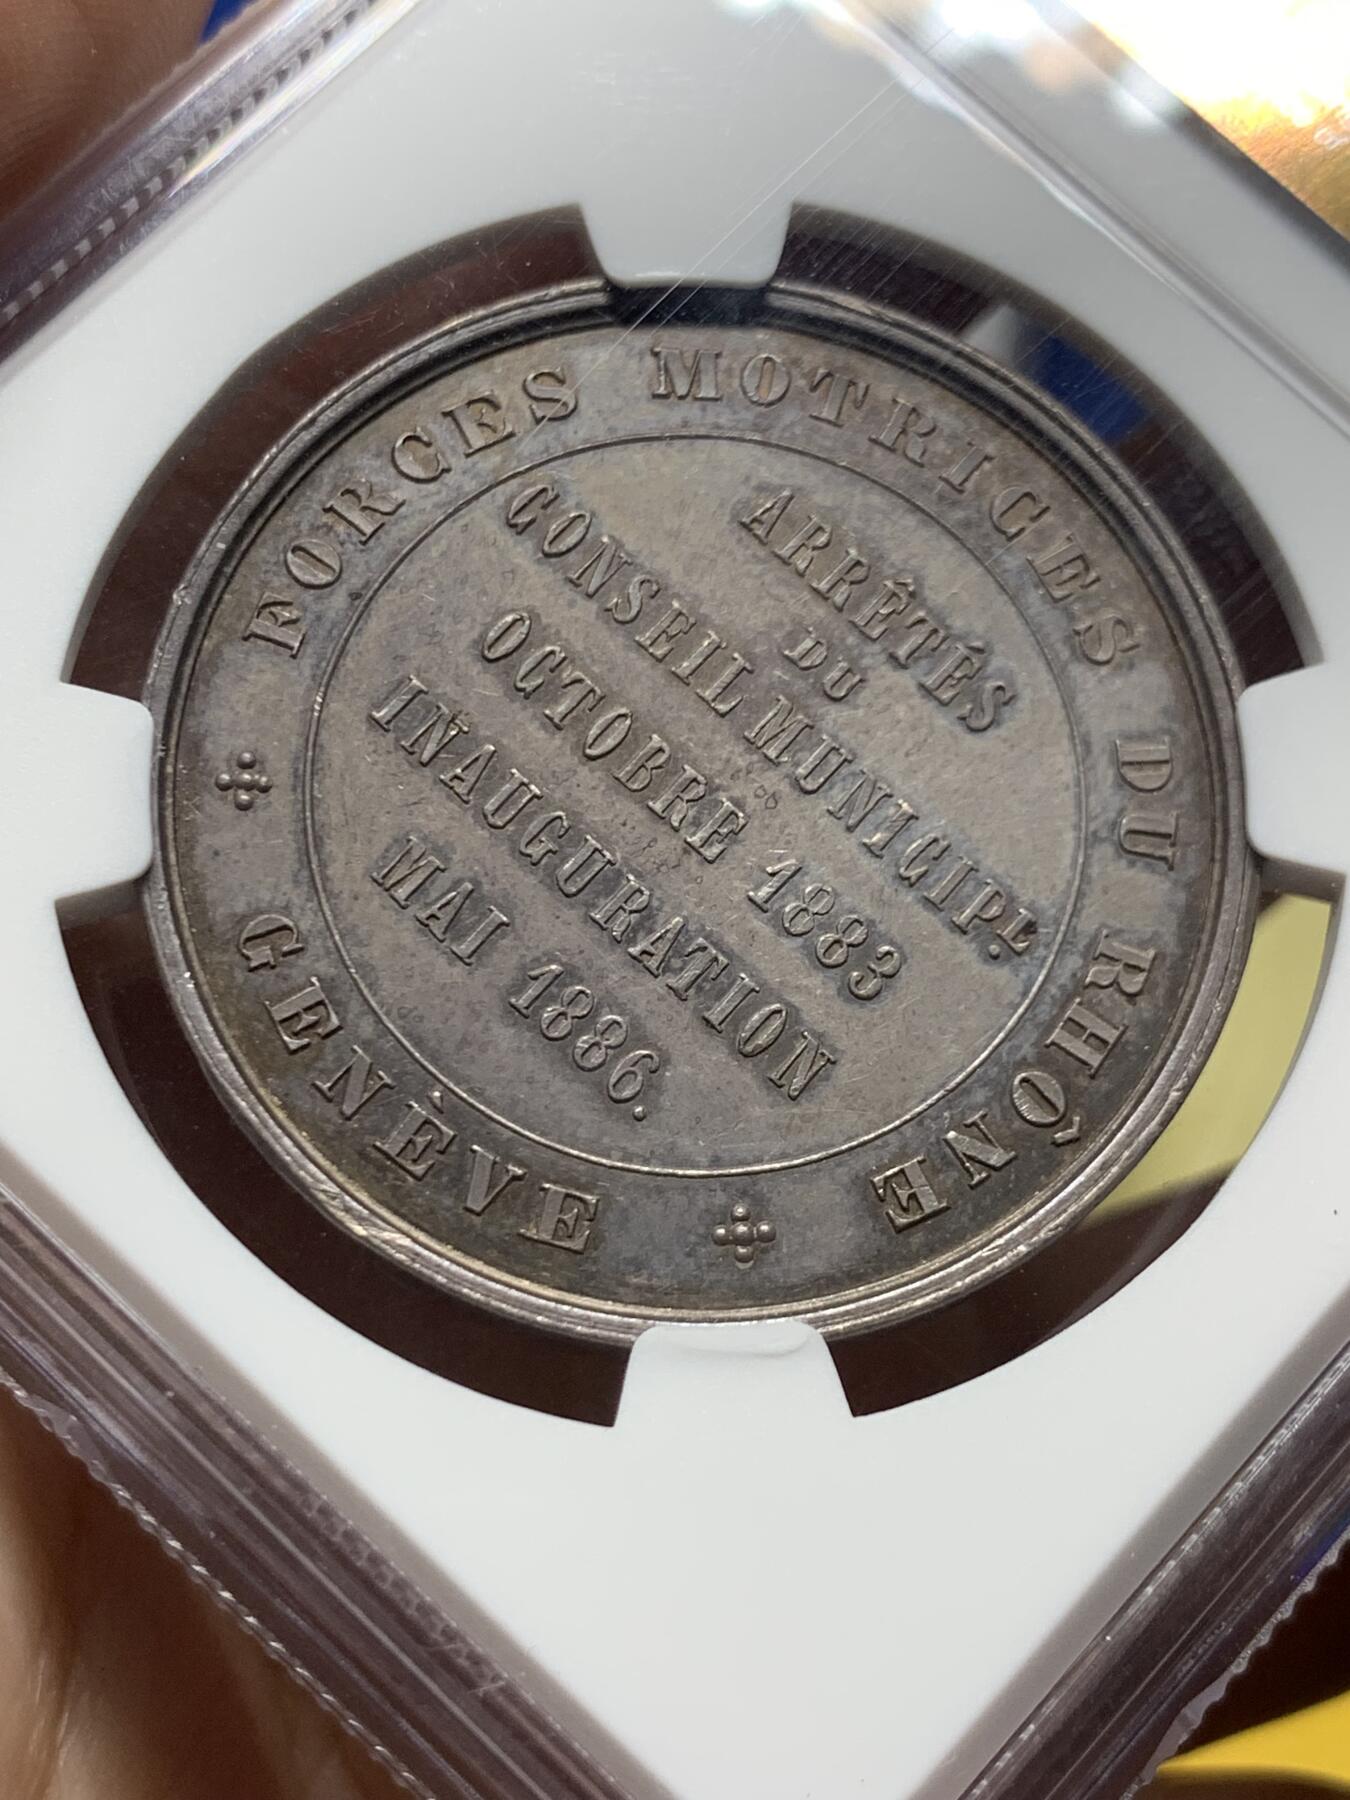 FORCES MOTRICES DU RHÔNE
GENÈVE
ARRÊTÉS
DU
CONSEIL MUNICIPL.
OCTOBRE 1883
INAUGURATION
MAI 1886.